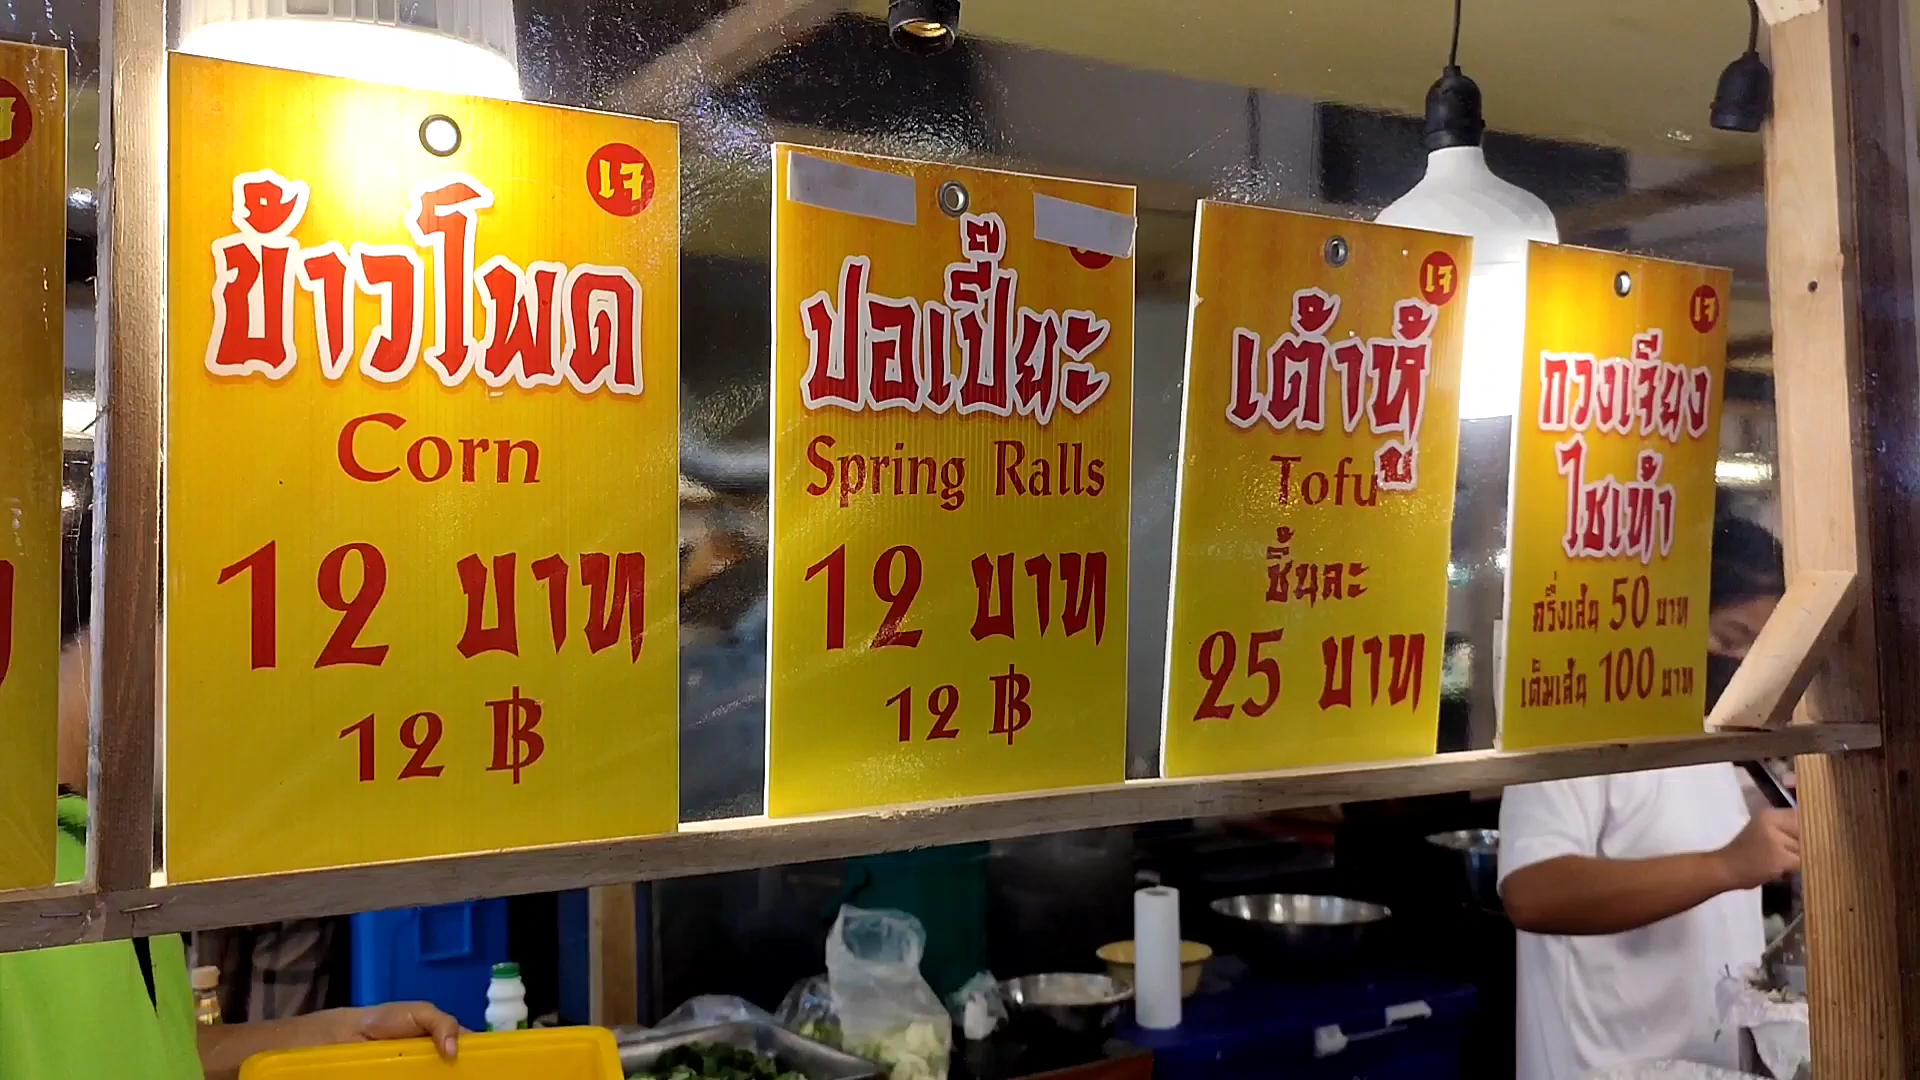 เจ
ข้าวโพด
Corn
12 บาท
12 ฿
ปอเปี๊ยะ
Spring Ralls
12 บาท
12 ฿
เจ
เต้าหู้
Tofu
ชิ้นละ
25 บาท
เจ
กวงเจียง
ไชเท้า
ครึ่งเส้น 50 บาท
เต็มเส้น 100 บาท